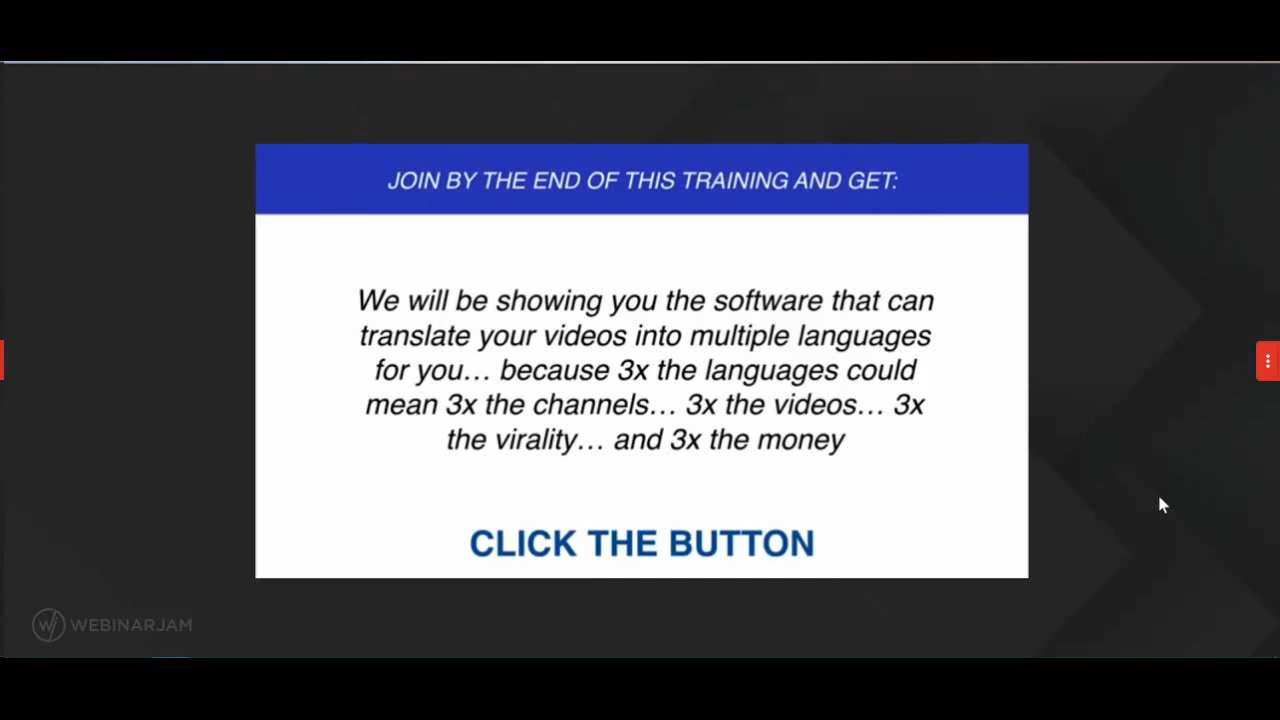 JOIN BY THE END OF THIS TRAINING AND GET:
We will be showing you the software that can
translate your videos into multiple languages
for you... because 3x the languages could
mean 3x the channels... 3x the videos... 3x
the virality... and 3x the money
CLICK THE BUTTON
WEBINARJAM